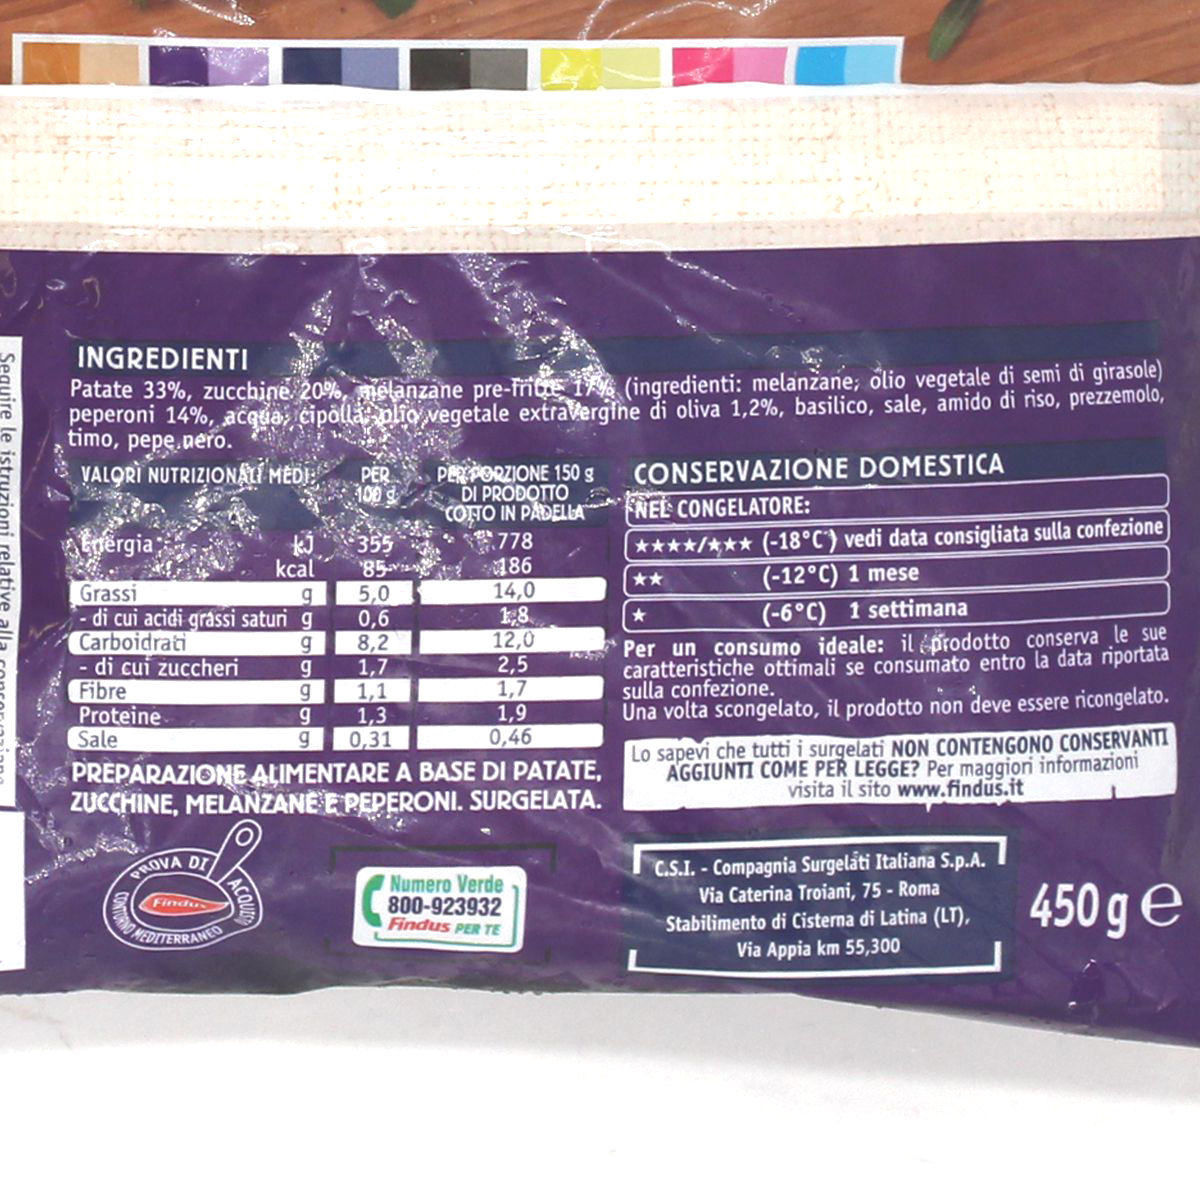 INGREDIENTI
Patate 33%, zucchine 20%, melanzane pre-fritte 17% (ingredienti: melanzane, olio vegetale di semi di girasole)
peperoni 14%, acqua, cipolla, olio vegetale extravergine di oliva 1,2%, basilico, sale, amido di riso, prezzemolo,
timo, pepe nero.
VALORI NUTRIZIONALI MEDI PER 100 g PER PORZIONE 150 g DI PRODOTTO COTTO IN PADELLA
Energia kJ 355 778
kcal 85 186
Grassi g 5,0 14,0
- di cui acidi grassi saturi g 0,6 1,8
Carboidrati g 8,2 12,0
- di cui zuccheri g 1,7 2,5
Fibre g 1,1 1,7
Proteine g 1,3 1,9
Sale g 0,31 0,46
PREPARAZIONE ALIMENTARE A BASE DI PATATE,
ZUCCHINE, MELANZANE E PEPERONI. SURGELATA.
CONSERVAZIONE DOMESTICA
NEL CONGELATORE:
★★★★/★★★ (-18°C) vedi data consigliata sulla confezione
★★ (-12°C) 1 mese
★ (-6°C) 1 settimana
Per un consumo ideale: il prodotto conserva le sue
caratteristiche ottimali se consumato entro la data riportata
sulla confezione.
Una volta scongelato, il prodotto non deve essere ricongelato.
Lo sapevi che tutti i surgelati NON CONTENGONO CONSERVANTI
AGGIUNTI COME PER LEGGE? Per maggiori informazioni
visita il sito www.findus.it
PROVA DI ACQUISTO
Findus
CONTORNO MEDITERRANEO
Numero Verde
800-923932
Findus PER TE
C.S.I. - Compagnia Surgelati Italiana S.p.A.
Via Caterina Troiani, 75 - Roma
Stabilimento di Cisterna di Latina (LT),
Via Appia km 55,300
450 g e
Seguire le istruzioni relative alla